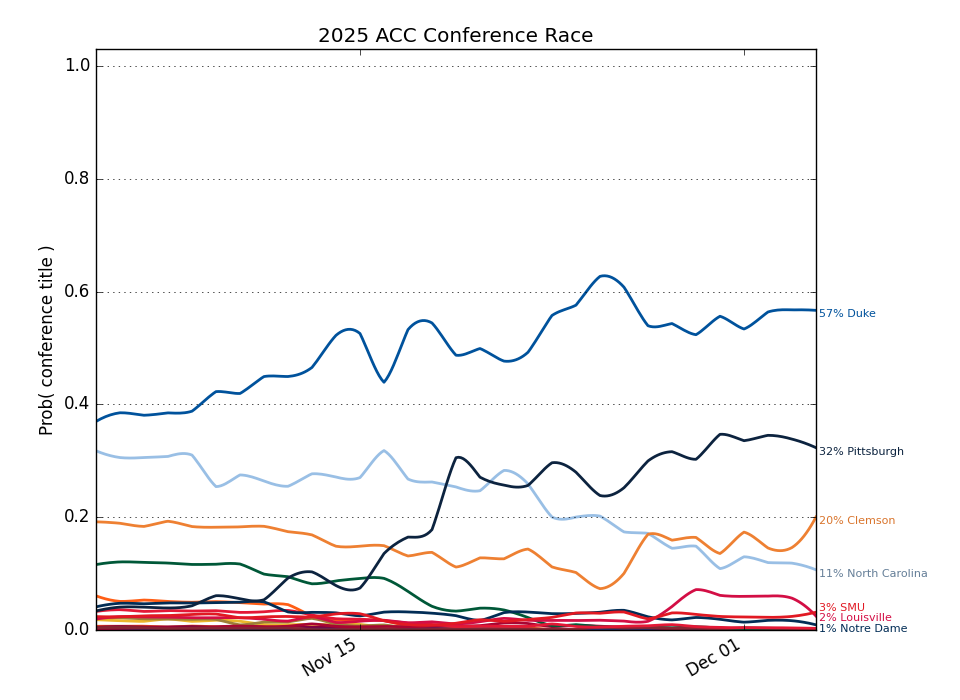 2025 ACC Conference Race
Prob( conference title )
1.0
0.8
0.6
0.4
0.2
0.0
Nov 15
Dec 01
57% Duke
32% Pittsburgh
20% Clemson
11% North Carolina
3% SMU
2% Louisville
1% Notre Dame